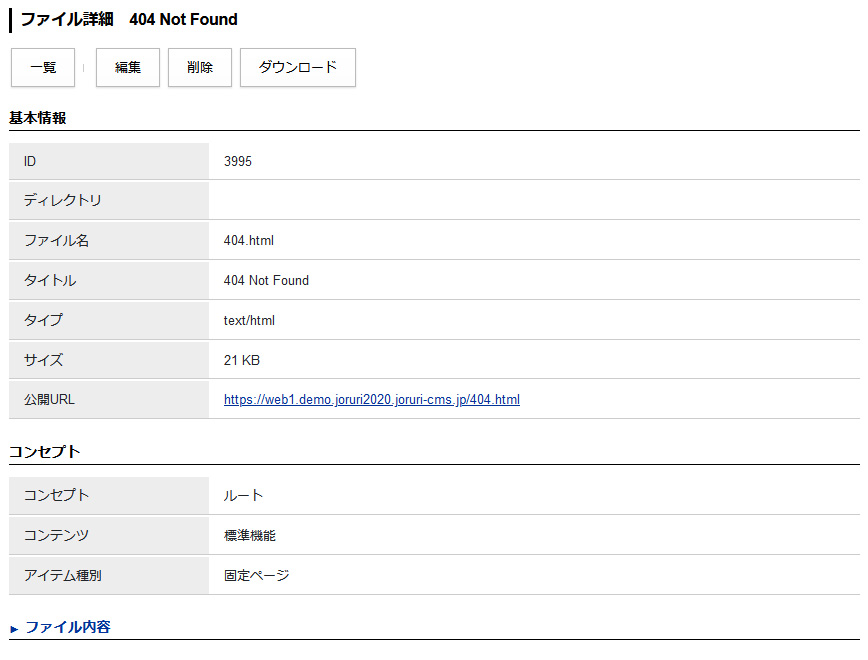 ファイル詳細　404 Not Found
一覧 編集 削除 ダウンロード
基本情報
ID 3995
ディレクトリ
ファイル名 404.html
タイトル 404 Not Found
タイプ text/html
サイズ 21 KB
公開URL https://web1.demo.joruri2020.joruri-cms.jp/404.html
コンセプト
コンセプト ルート
コンテンツ 標準機能
アイテム種別 固定ページ
► ファイル内容